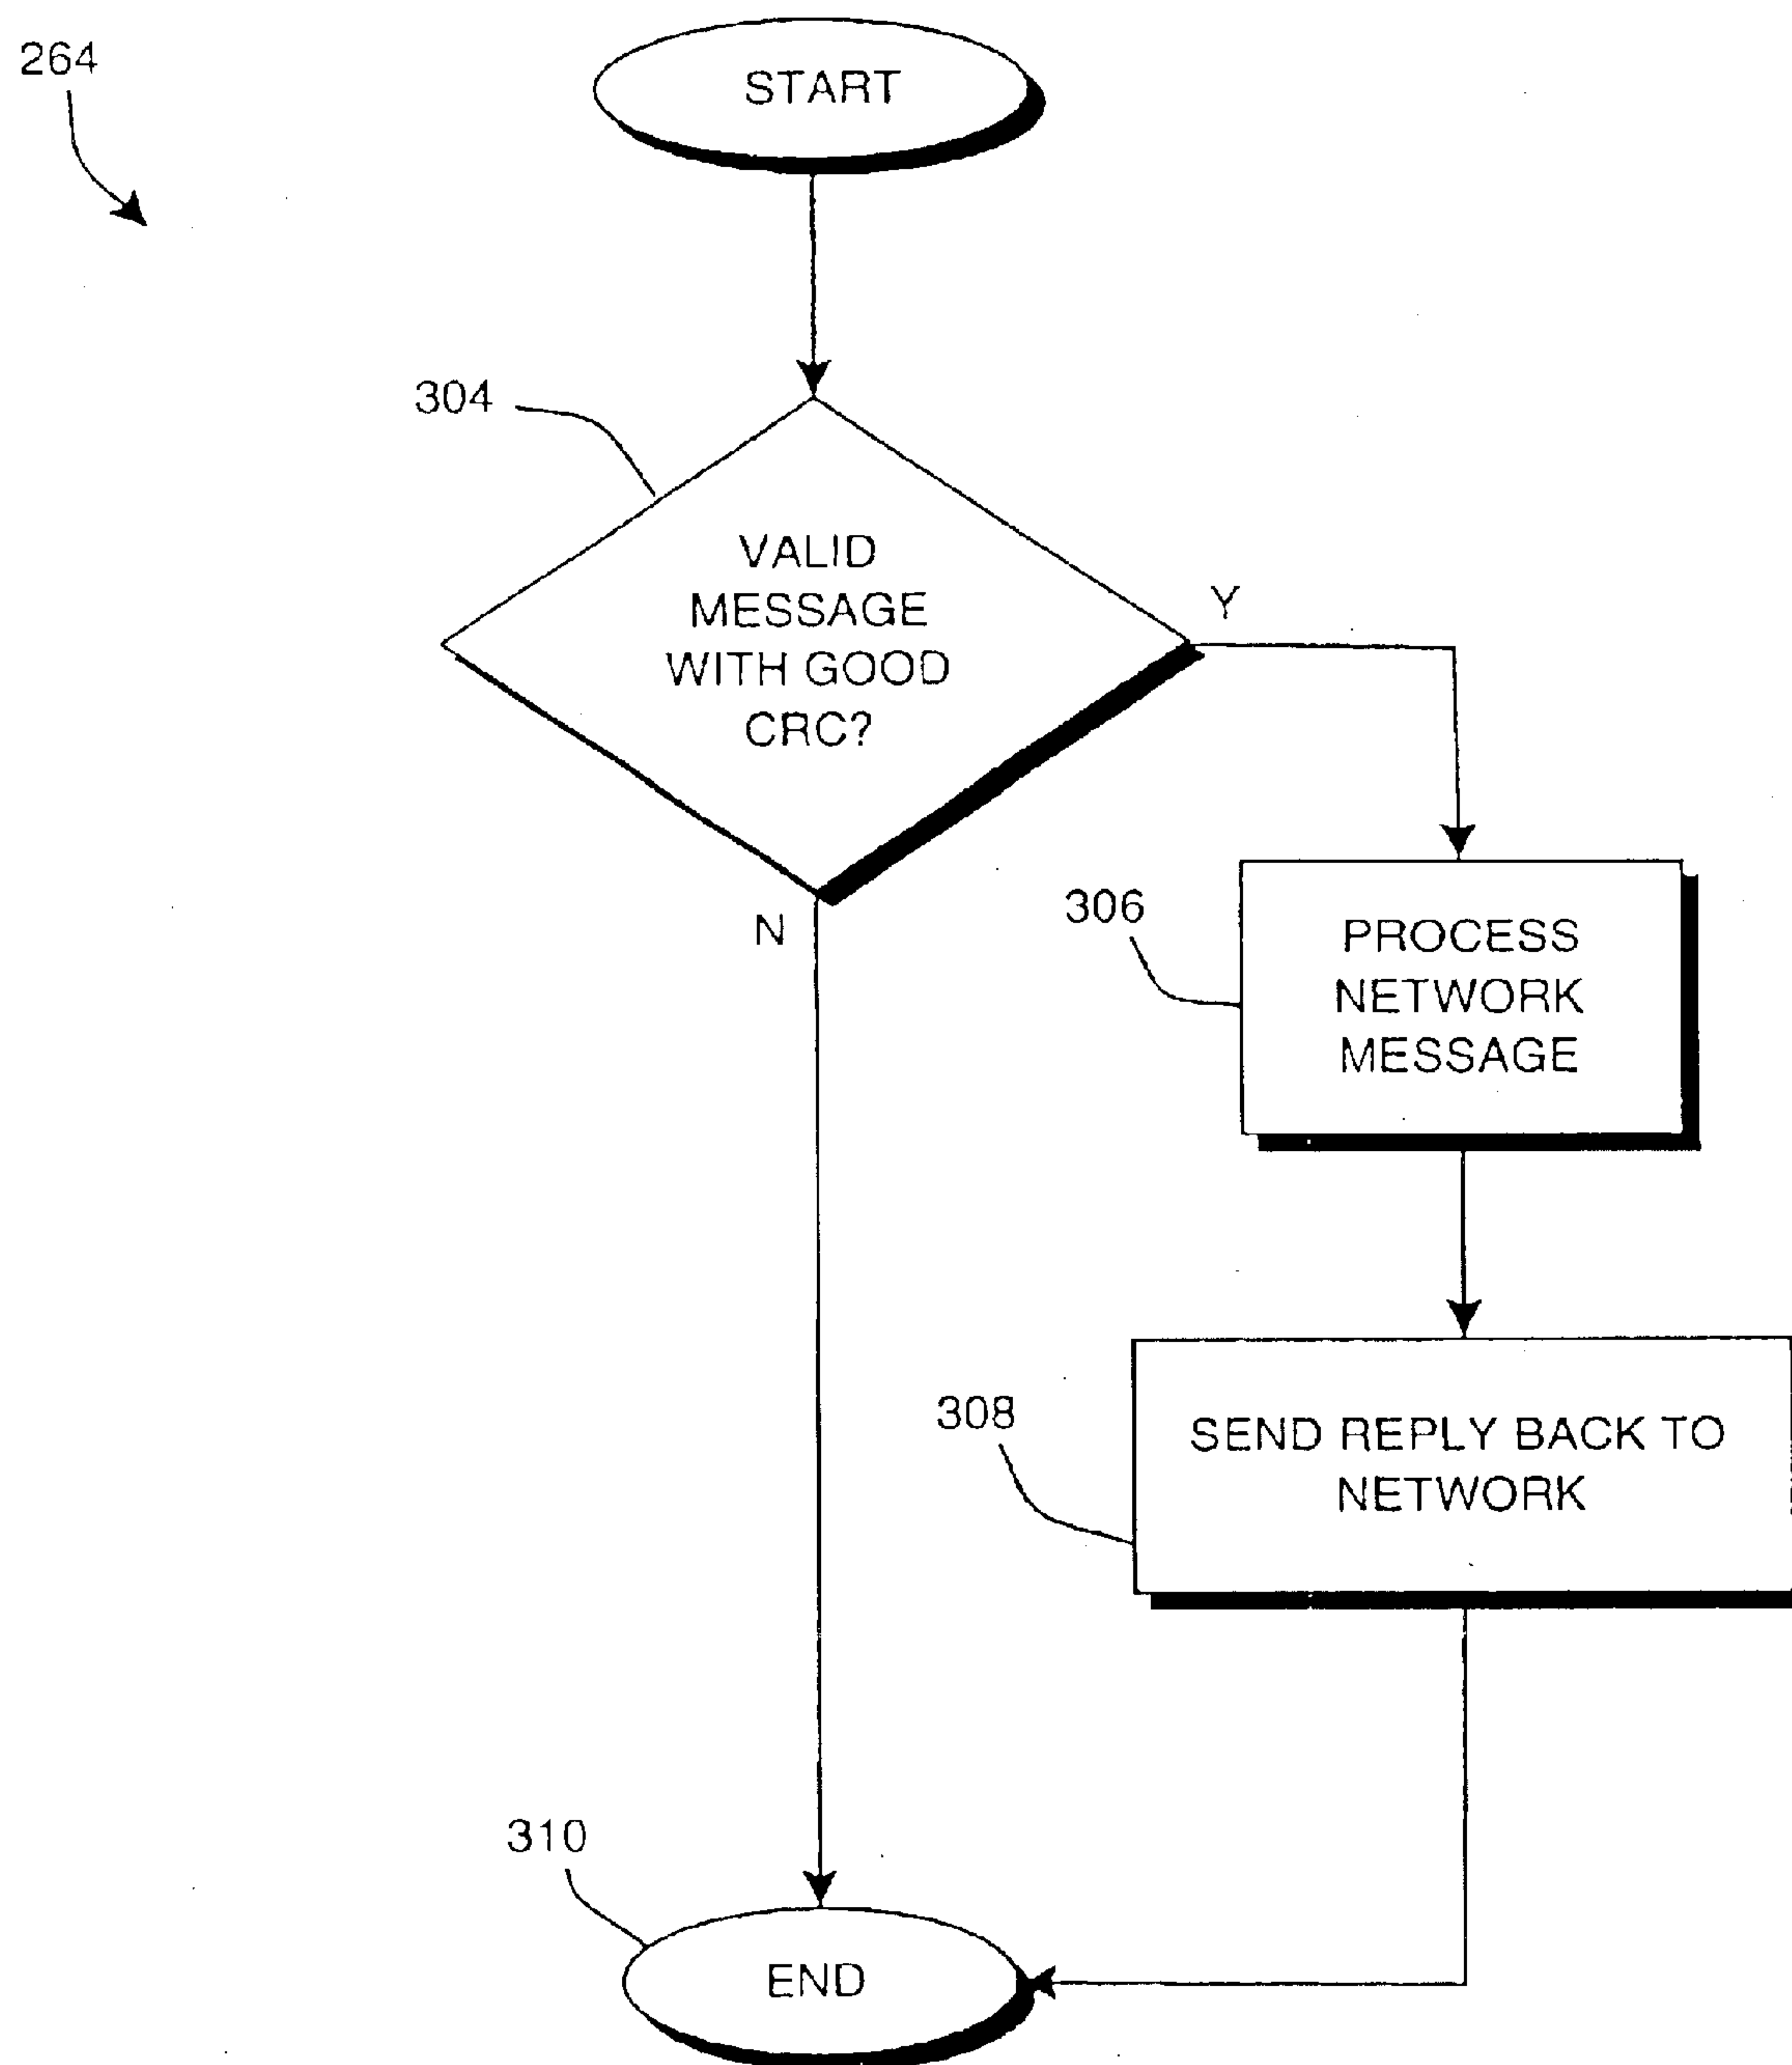 264
START
304
VALID
MESSAGE
WITH GOOD
CRC?
Y
N
306
PROCESS
NETWORK
MESSAGE
308
SEND REPLY BACK TO
NETWORK
310
END